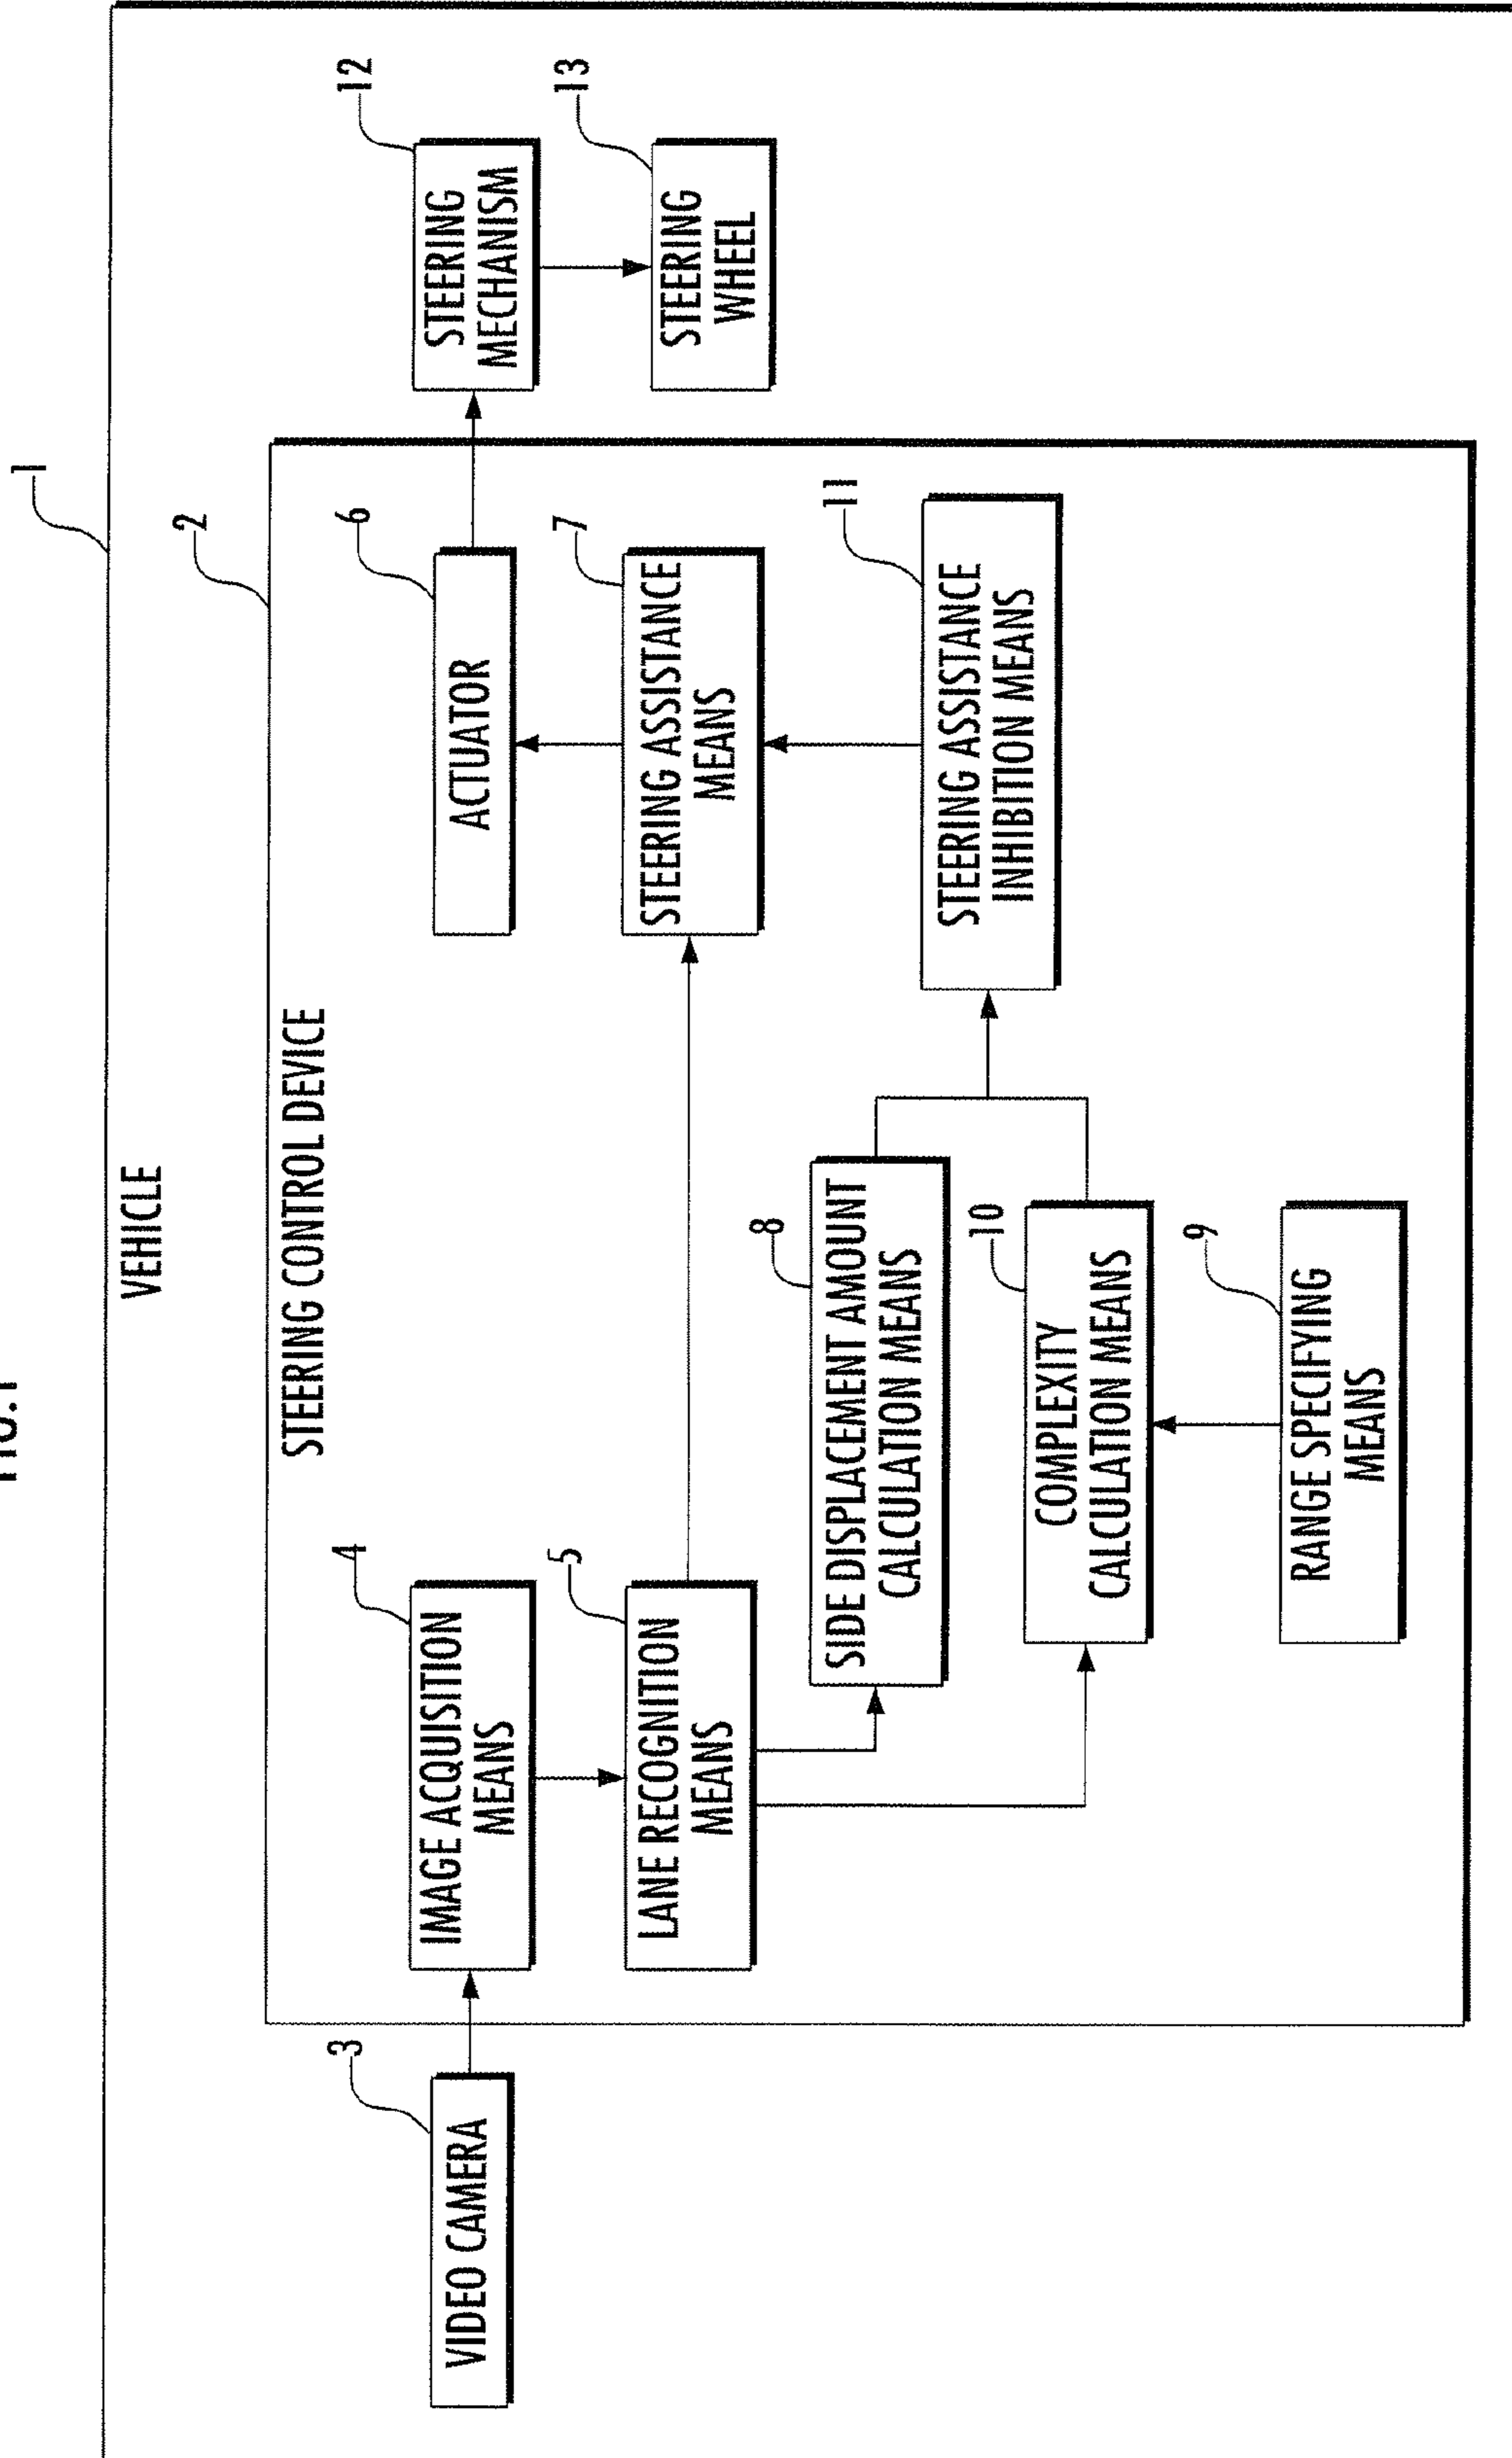 FIG.1
1
VEHICLE
2
STEERING CONTROL DEVICE
3
VIDEO CAMERA
4
IMAGE ACQUISITION
MEANS
6
ACTUATOR
12
STEERING
MECHANISM
5
LANE RECOGNITION
MEANS
7
STEERING ASSISTANCE
MEANS
13
STEERING
WHEEL
8
SIDE DISPLACEMENT AMOUNT
CALCULATION MEANS
11
STEERING ASSISTANCE
INHIBITION MEANS
10
COMPLEXITY
CALCULATION MEANS
9
RANGE SPECIFYING
MEANS